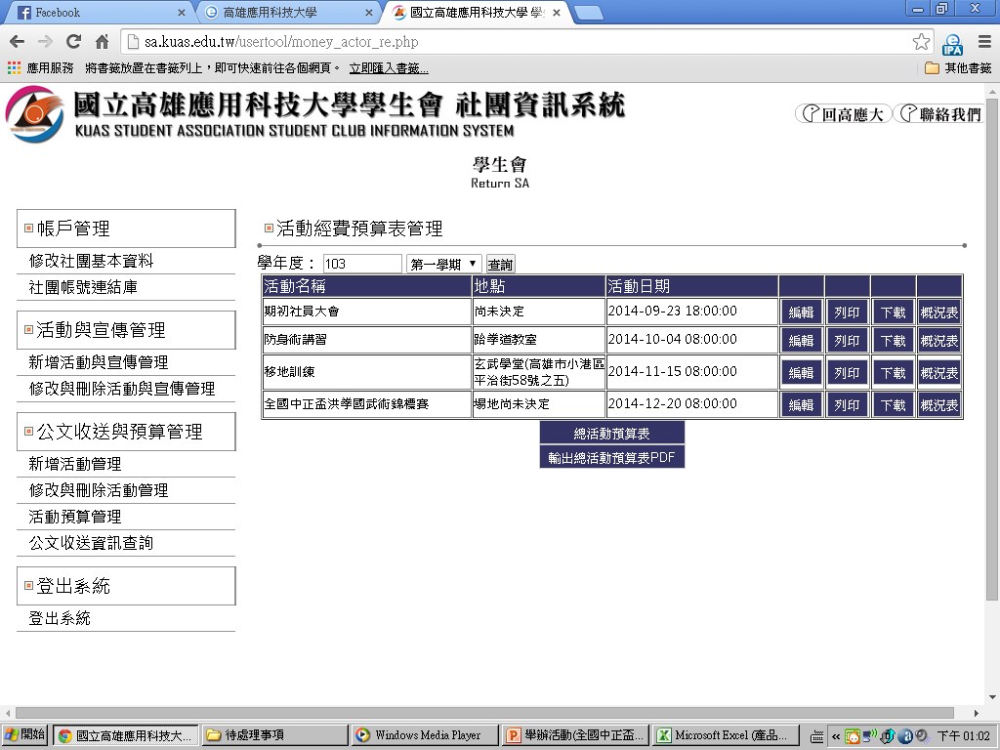 Facebook
高雄應用科技大學
國立高雄應用科技大學 學
sa.kuas.edu.tw/usertool/money_actor_re.php
IPA
應用服務 將書籤放置在書籤列上，即可快速前往各個網頁。 立即匯入書籤...
其他書籤
國立高雄應用科技大學學生會 社團資訊系統
KUAS STUDENT ASSOCIATION STUDENT CLUB INFORMATION SYSTEM
回高應大
聯絡我們
學生會
Return SA
帳戶管理
修改社團基本資料
社團帳號連結庫
活動與宣傳管理
新增活動與宣傳管理
修改與刪除活動與宣傳管理
公文收送與預算管理
新增活動管理
修改與刪除活動管理
活動預算管理
公文收送資訊查詢
登出系統
登出系統
活動經費預算表管理
學年度： 103 第一學期 查詢
活動名稱 地點 活動日期
期初社員大會 尚未決定 2014-09-23 18:00:00 編輯 列印 下載 概況表
防身術講習 跆拳道教室 2014-10-04 08:00:00 編輯 列印 下載 概況表
移地訓練 玄武學堂(高雄市小港區
平治街58號之五) 2014-11-15 08:00:00 編輯 列印 下載 概況表
全國中正盃洪拳國武術錦標賽 場地尚未決定 2014-12-20 08:00:00 編輯 列印 下載 概況表
總活動預算表
輸出總活動預算表PDF
開始
國立高雄應用科技大...
待處理事項
Windows Media Player
舉辦活動(全國中正盃...
Microsoft Excel (產品...
下午 01:02